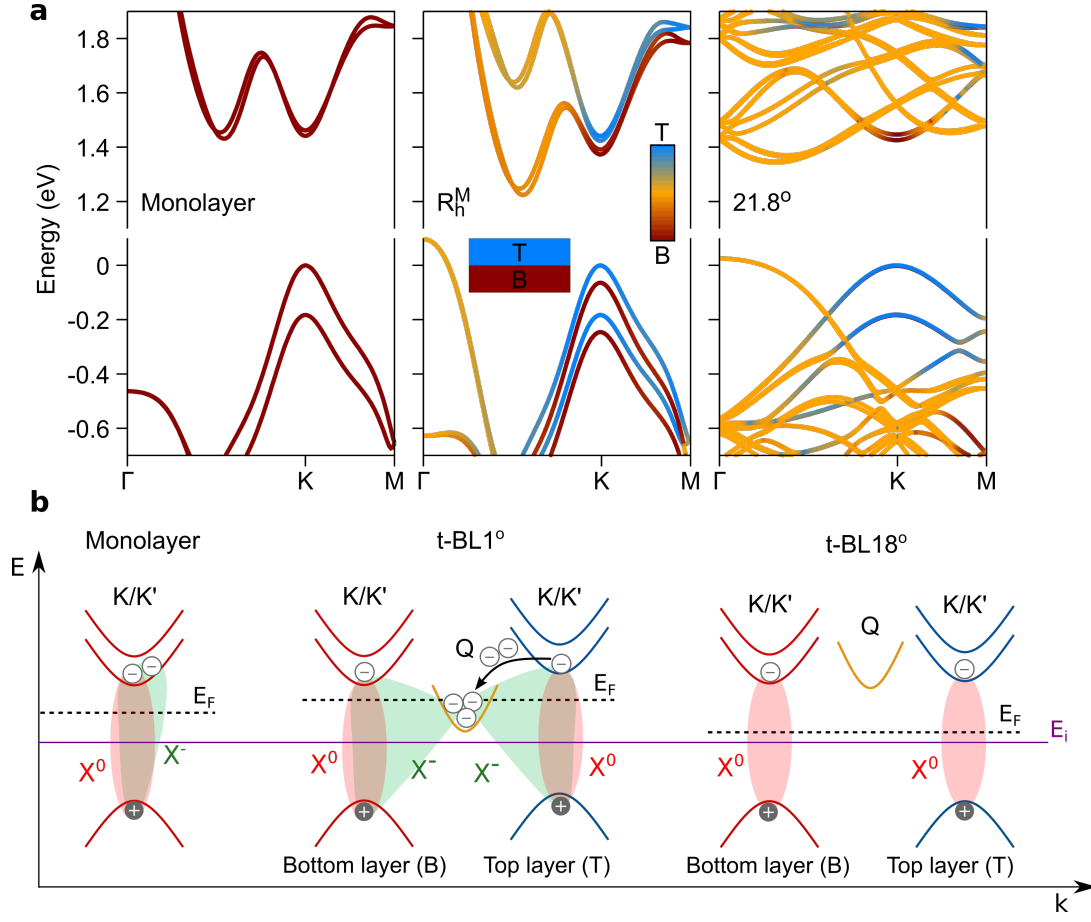 a
Energy (eV)
1.8
1.6
1.4
1.2
0
-0.2
-0.4
-0.6
Monolayer
Γ K M
R_h^M
T
B
T
B
Γ K M
21.8°
Γ K M
b
E
Monolayer
t-BL1°
t-BL18°
K/K'
K/K'
K/K'
K/K'
K/K'
Q
Q
− −
−
− −
− − −
−
−
−
E_F
E_F
E_F
E_i
X⁰
X⁻
X⁰
X⁻
X⁻
X⁰
X⁰
X⁰
+
+
+
+
+
Bottom layer (B)
Top layer (T)
Bottom layer (B)
Top layer (T)
k